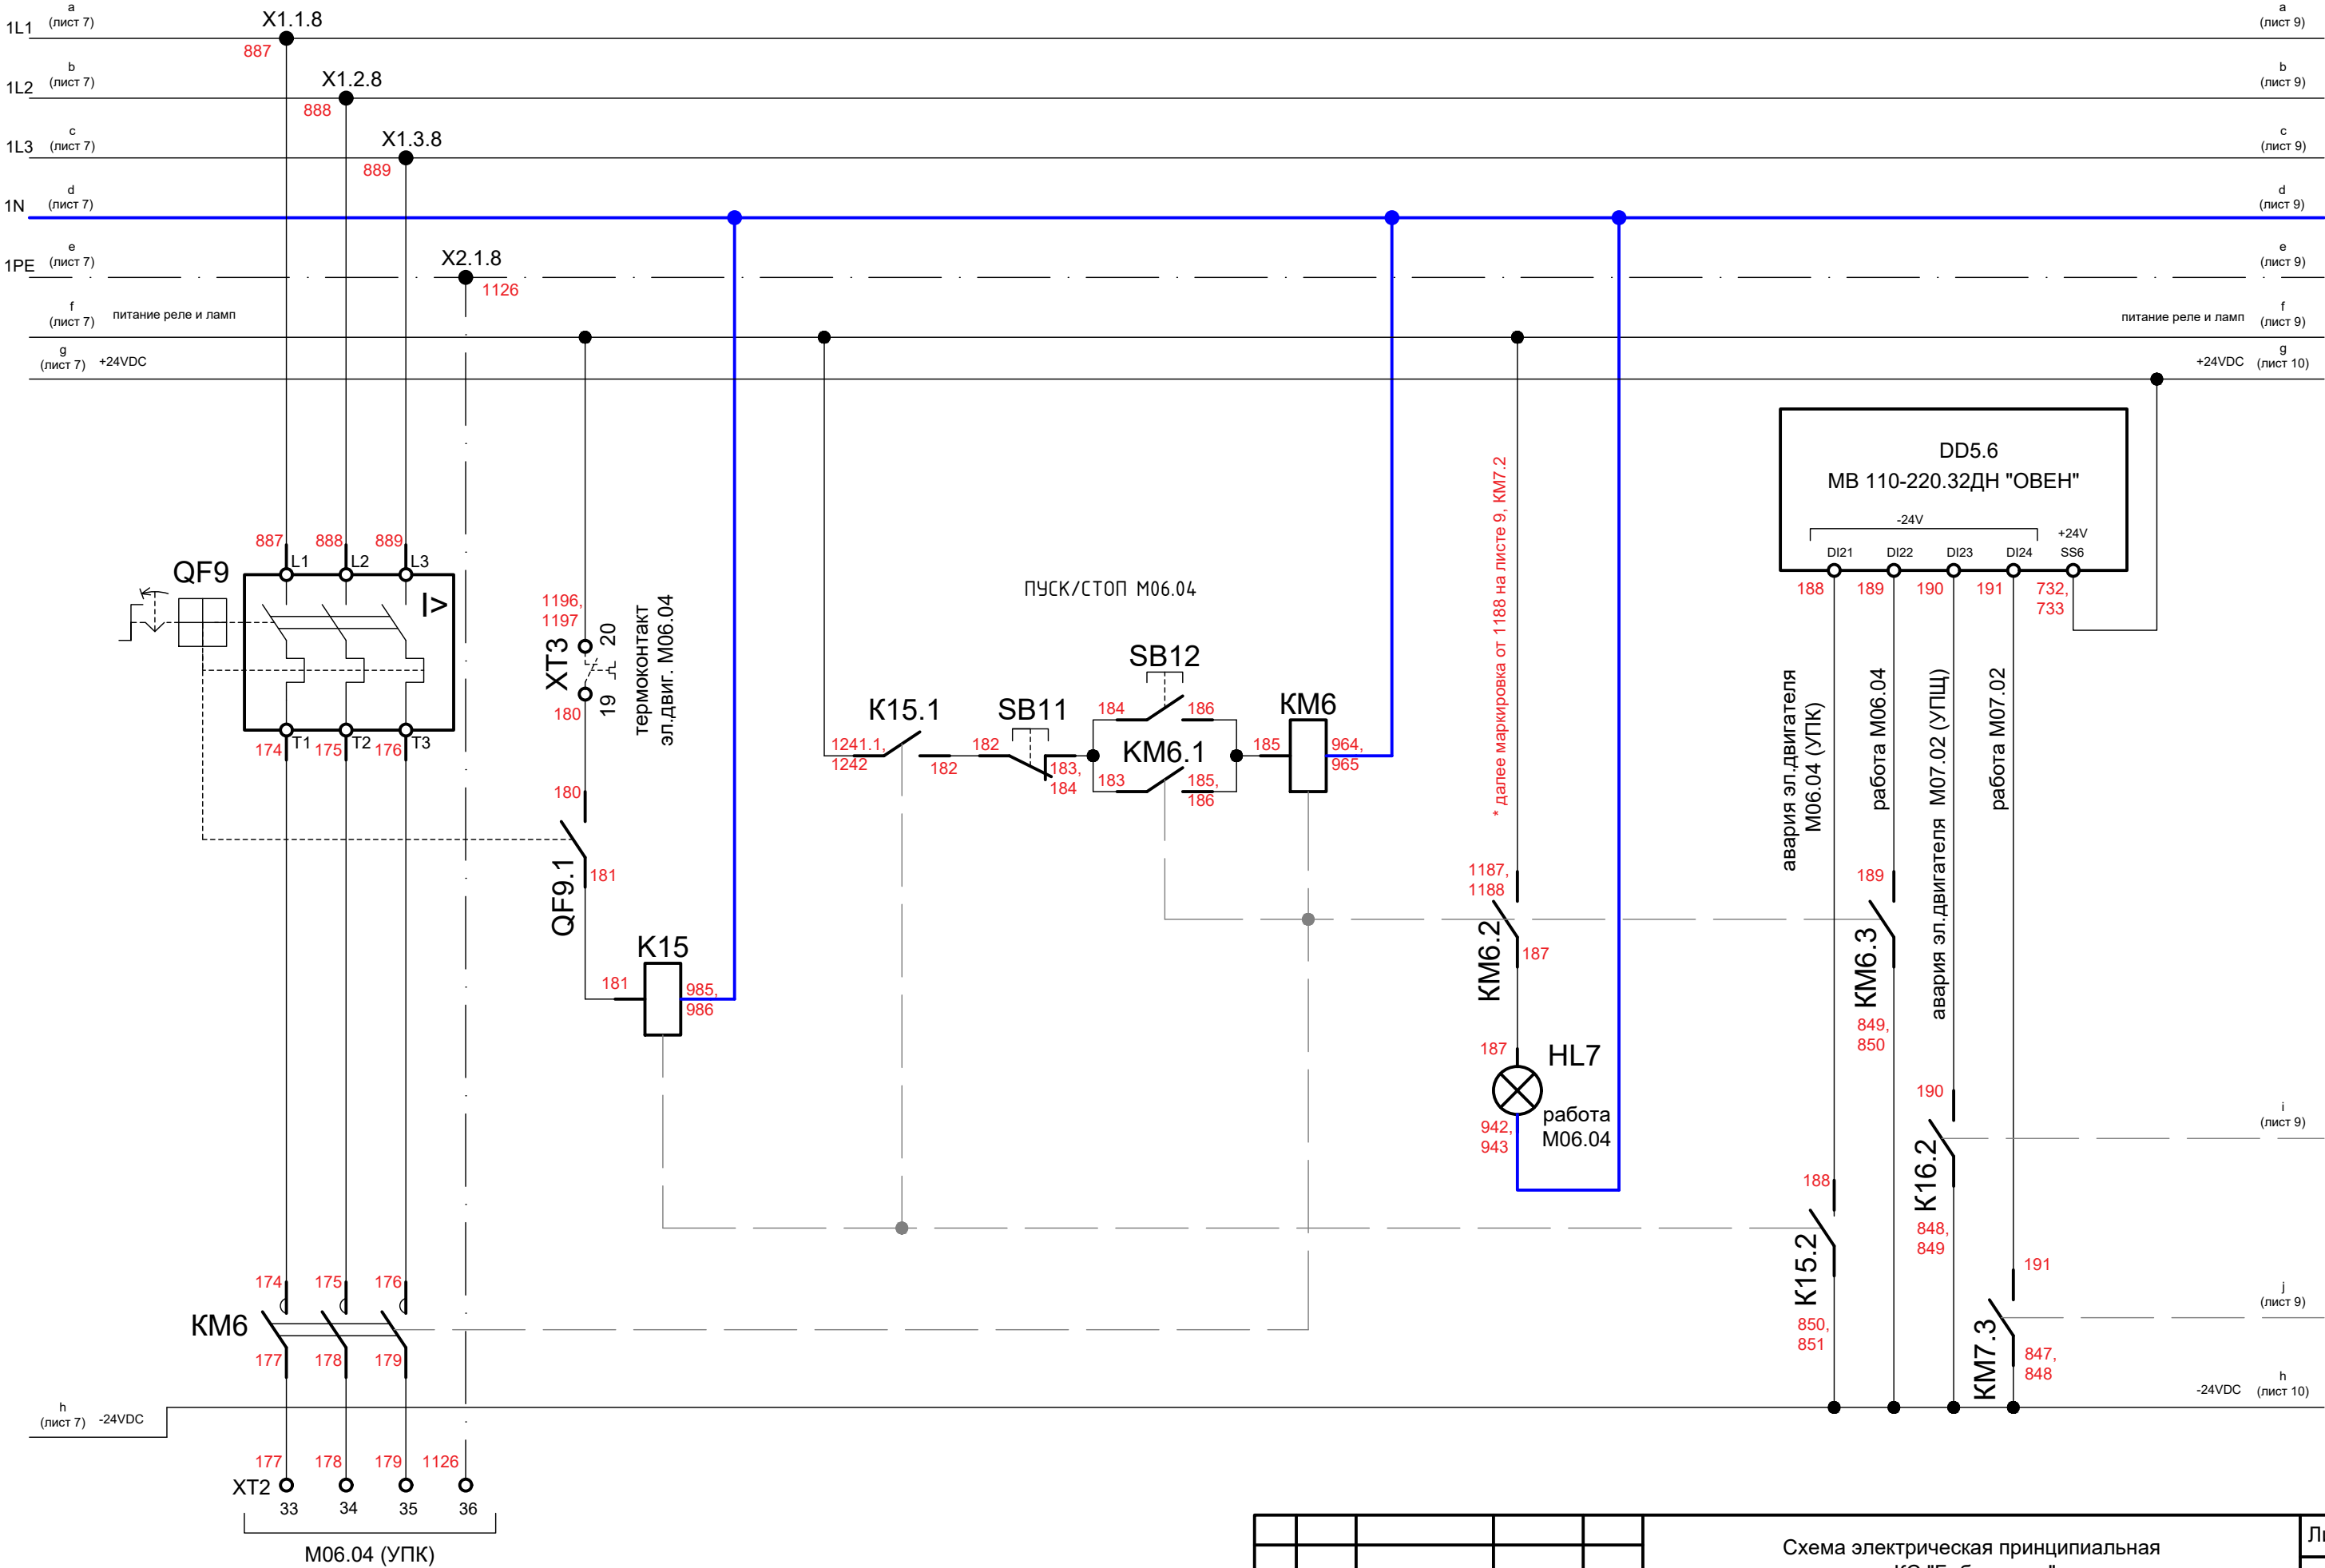 1L1
a
(лист 7)
X1.1.8
887
a
(лист 9)
1L2
b
(лист 7)
X1.2.8
888
b
(лист 9)
1L3
c
(лист 7)
X1.3.8
889
c
(лист 9)
1N
d
(лист 7)
d
(лист 9)
1PE
e
(лист 7)
X2.1.8
1126
e
(лист 9)
f
(лист 7)
питание реле и ламп
питание реле и ламп
f
(лист 9)
g
(лист 7)
+24VDC
+24VDC
g
(лист 10)
QF9
887
888
889
L1
L2
L3
I>
174
175
176
T1
T2
T3
1196,
1197
XT3
20
19
180
термоконтакт
эл.двиг. М06.04
180
QF9.1
181
K15
181
985,
986
ПУСК/СТОП М06.04
К15.1
1241.1,
1242
182
SB11
182
183,
184
SB12
184
186
KM6.1
183
185,
186
КМ6
185
964,
965
* далее маркировка от 1188 на листе 9, КМ7.2
1187,
1188
КМ6.2
187
187
HL7
работа
М06.04
942,
943
DD5.6
МВ 110-220.32ДН "ОВЕН"
-24V
+24V
DI21
DI22
DI23
DI24
SS6
188
189
190
191
732,
733
авария эл.двигателя
М06.04 (УПК)
работа М06.04
авария эл.двигателя М07.02 (УПЩ)
работа М07.02
189
КМ6.3
849,
850
190
К16.2
848,
849
i
(лист 9)
188
К15.2
850,
851
191
КМ7.3
847,
848
j
(лист 9)
174
175
176
КМ6
177
178
179
h
(лист 7)
-24VDC
-24VDC
h
(лист 10)
177
178
179
1126
XT2
33
34
35
36
М06.04 (УПК)
Схема электрическая принципиальная